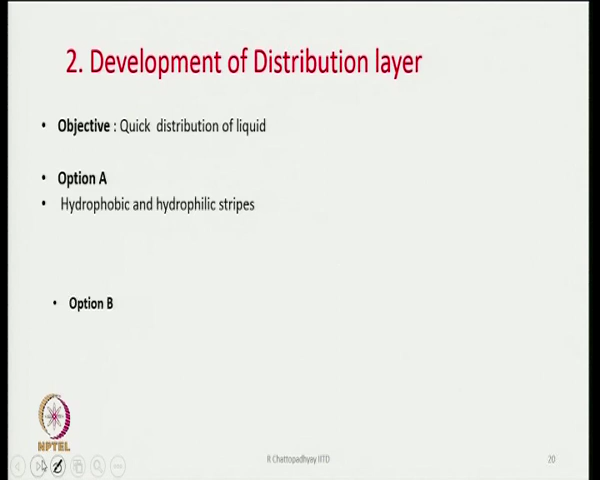 2. Development of Distribution layer
• Objective : Quick distribution of liquid
• Option A
• Hydrophobic and hydrophilic stripes
• Option B
NPTEL
R Chattopadhyay IITD
20